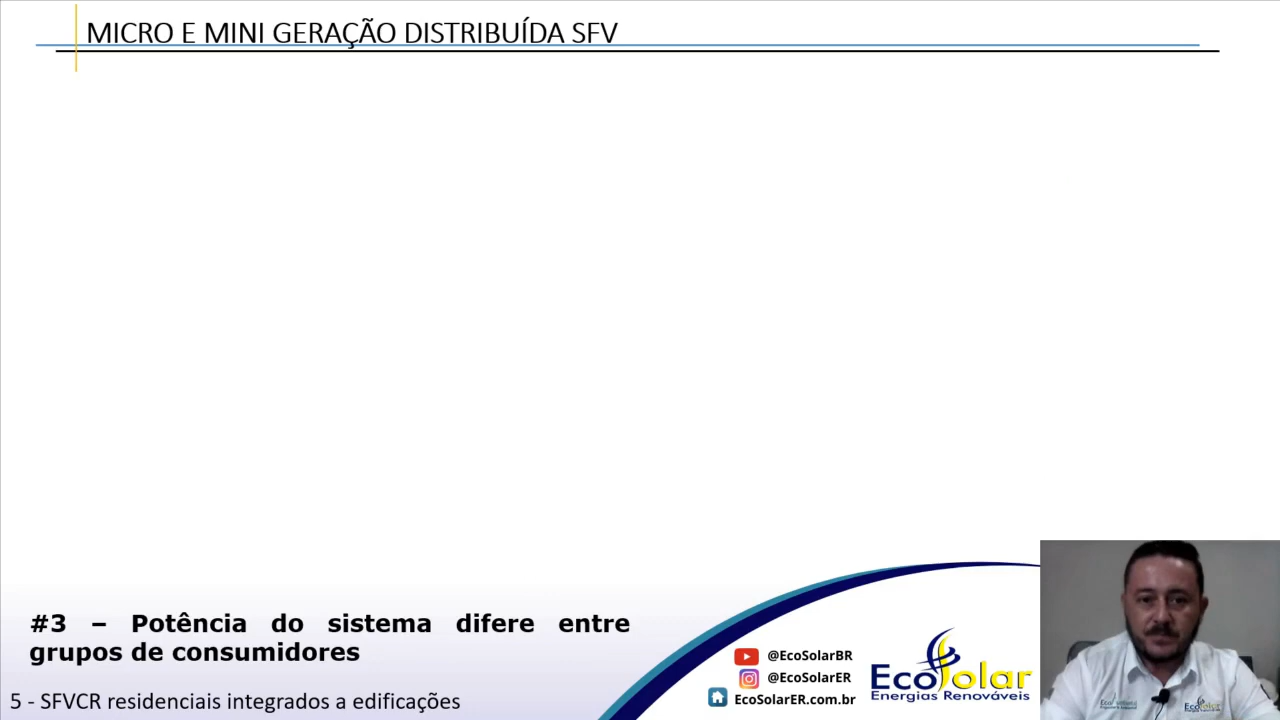 MICRO E MINI GERAÇÃO DISTRIBUÍDA SFV
#3 – Potência do sistema difere entre
grupos de consumidores
5 - SFVCR residenciais integrados a edificações
@EcoSolarBR
@EcoSolarER
EcoSolarER.com.br
EcoSolar
Energias Renováveis